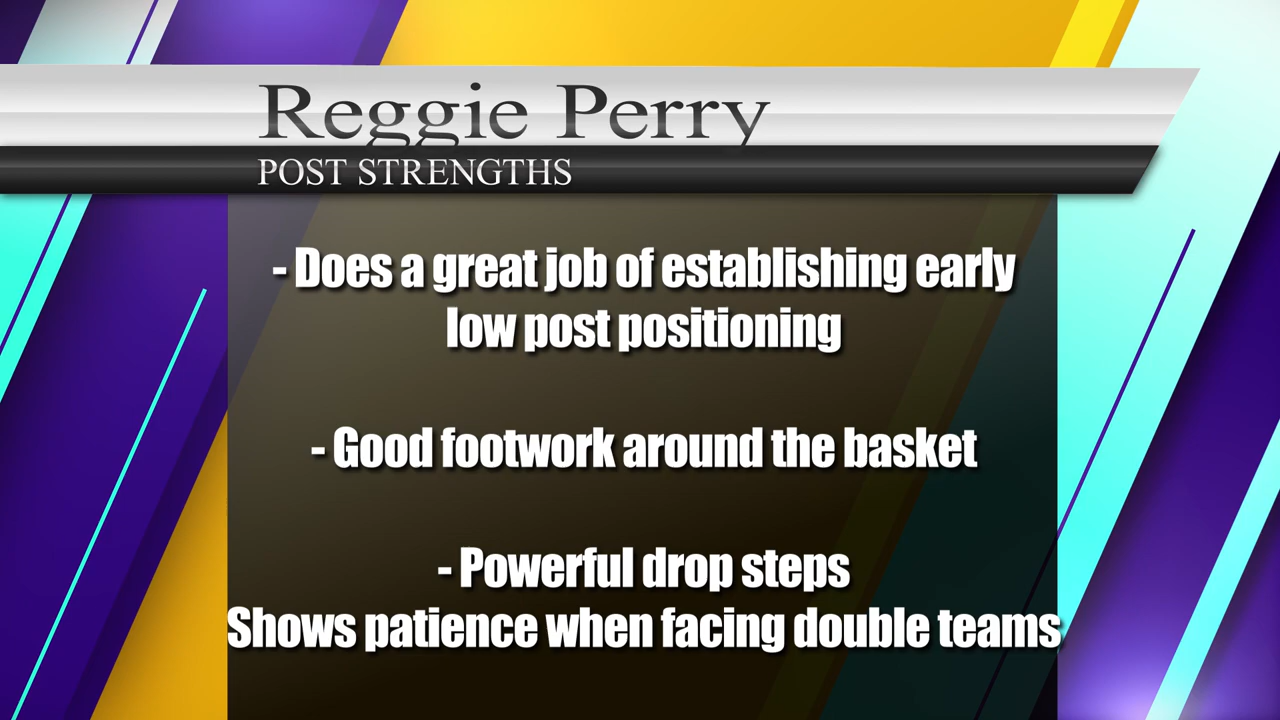 Reggie Perry
POST STRENGTHS
- Does a great job of establishing early
low post positioning
- Good footwork around the basket
- Powerful drop steps
Shows patience when facing double teams